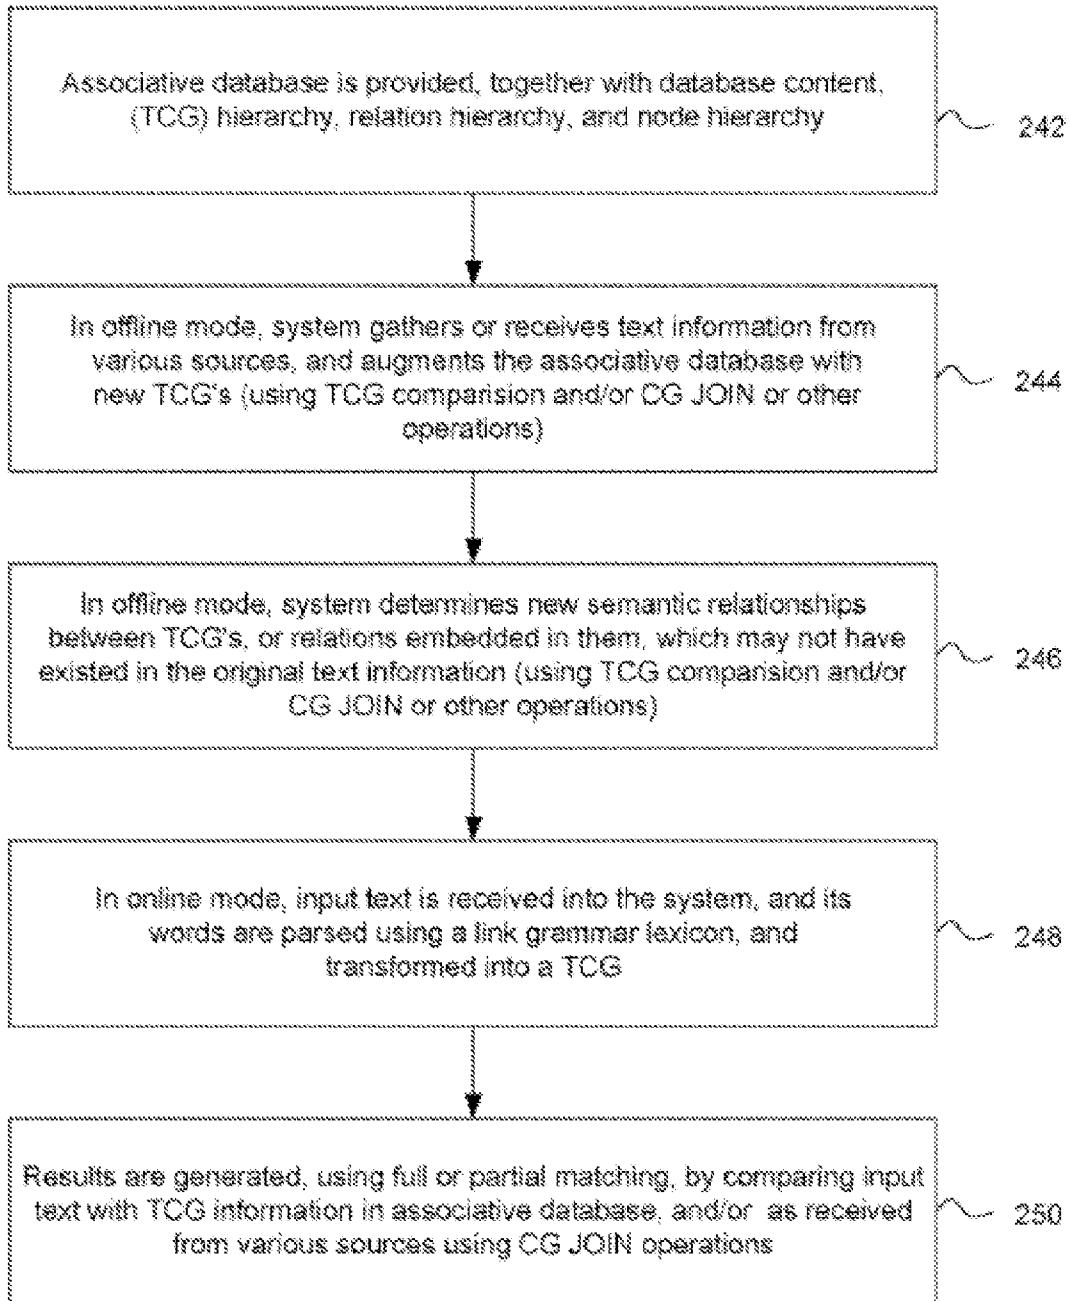 Associative database is provided, together with database content,
(TCG) hierarchy, relation hierarchy, and node hierarchy
242
In offline mode, system gathers or receives text information from
various sources, and augments the associative database with
new TCG's (using TCG comparision and/or CG JOIN or other
operations)
244
In offline mode, system determines new semantic relationships
between TCG's, or relations embedded in them, which may not have
existed in the original text information (using TCG comparision and/or
CG JOIN or other operations)
246
In online mode, input text is received into the system, and its
words are parsed using a link grammar lexicon, and
transformed into a TCG
248
Results are generated, using full or partial matching, by comparing input
text with TCG information in associative database, and/or as received
from various sources using CG JOIN operations
250